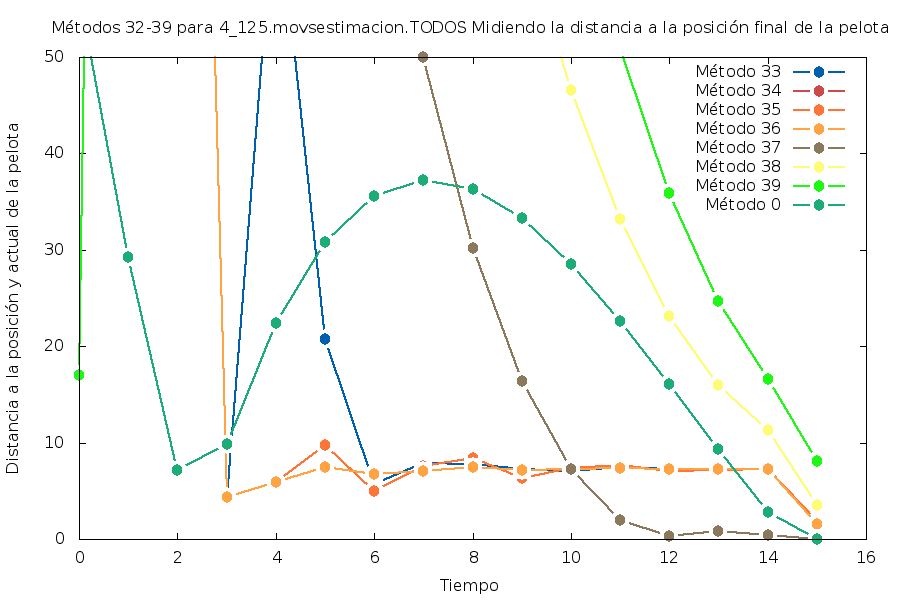 Métodos 32-39 para 4_125.movsestimacion.TODOS Midiendo la distancia a la posición final de la pelota
Distancia a la posición y actual de la pelota
50
40
30
20
10
0
0 2 4 6 8 10 12 14 16
Tiempo
Método 33
Método 34
Método 35
Método 36
Método 37
Método 38
Método 39
Método 0